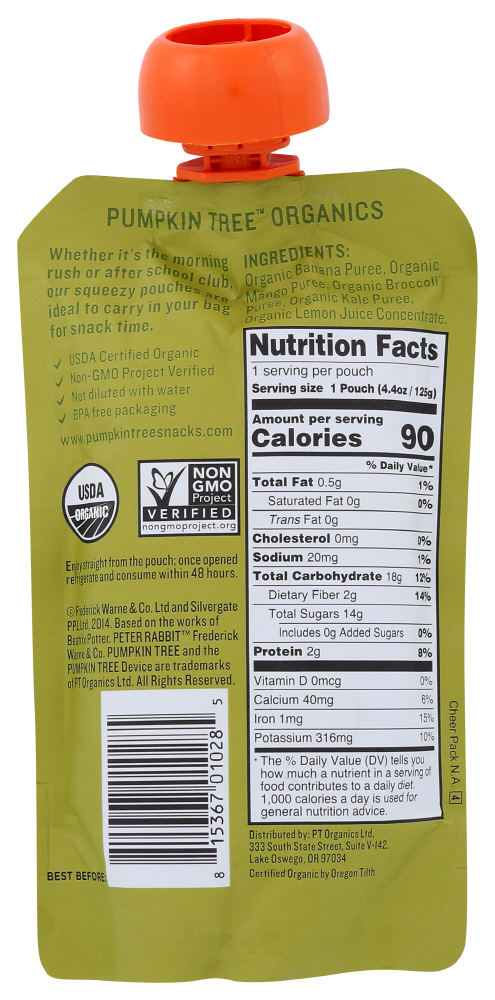 PUMPKIN TREE™ ORGANICS
Whether it's the morning
rush or after school club,
our squeezy pouches are
ideal to carry in your bag
for snack time.
✓ USDA Certified Organic
✓ Non-GMO Project Verified
✓ Not diluted with water
✓ BPA free packaging
www.pumpkintreesnacks.com
USDA
ORGANIC
NON
GMO
Project
VERIFIED
nongmoproject.org
Enjoy straight from the pouch; once opened
refrigerate and consume within 48 hours.
© Frederick Warne & Co. Ltd and Silvergate
PPL Ltd, 2014. Based on the works of
Beatrix Potter. PETER RABBIT™ Frederick
Warne & Co. PUMPKIN TREE and the
PUMPKIN TREE Device are trademarks
of PT Organics Ltd. All Rights Reserved.
8 15367 01028 5
BEST BEFORE:
INGREDIENTS:
Organic Banana Puree, Organic
Mango Puree, Organic Broccoli
Puree, Organic Kale Puree,
Organic Lemon Juice Concentrate.
Nutrition Facts
1 serving per pouch
Serving size 1 Pouch (4.4oz / 125g)
Amount per serving
Calories 90
% Daily Value*
Total Fat 0.5g 1%
Saturated Fat 0g 0%
Trans Fat 0g
Cholesterol 0mg 0%
Sodium 20mg 1%
Total Carbohydrate 18g 12%
Dietary Fiber 2g 14%
Total Sugars 14g
Includes 0g Added Sugars 0%
Protein 2g 8%
Vitamin D 0mcg 0%
Calcium 40mg 6%
Iron 1mg 15%
Potassium 316mg 10%
* The % Daily Value (DV) tells you
how much a nutrient in a serving of
food contributes to a daily diet.
1,000 calories a day is used for
general nutrition advice.
Cheer Pack N.A. 4
Distributed by: PT Organics Ltd,
333 South State Street, Suite V-142,
Lake Oswego, OR 97034
Certified Organic by Oregon Tilth